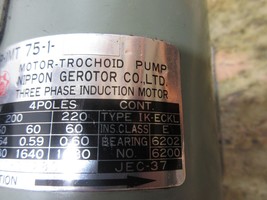 75-1-
MOTOR-TROCHOID PUMP
NIPPON GEROTOR CO., LTD.
THREE PHASE INDUCTION MOTOR
4POLES CONT.
200 220 TYPE IK-ECKL
60 60 INS.CLASS E
0.59 0.60 BEARING 6202
1640 NO. 6200
JEC-37